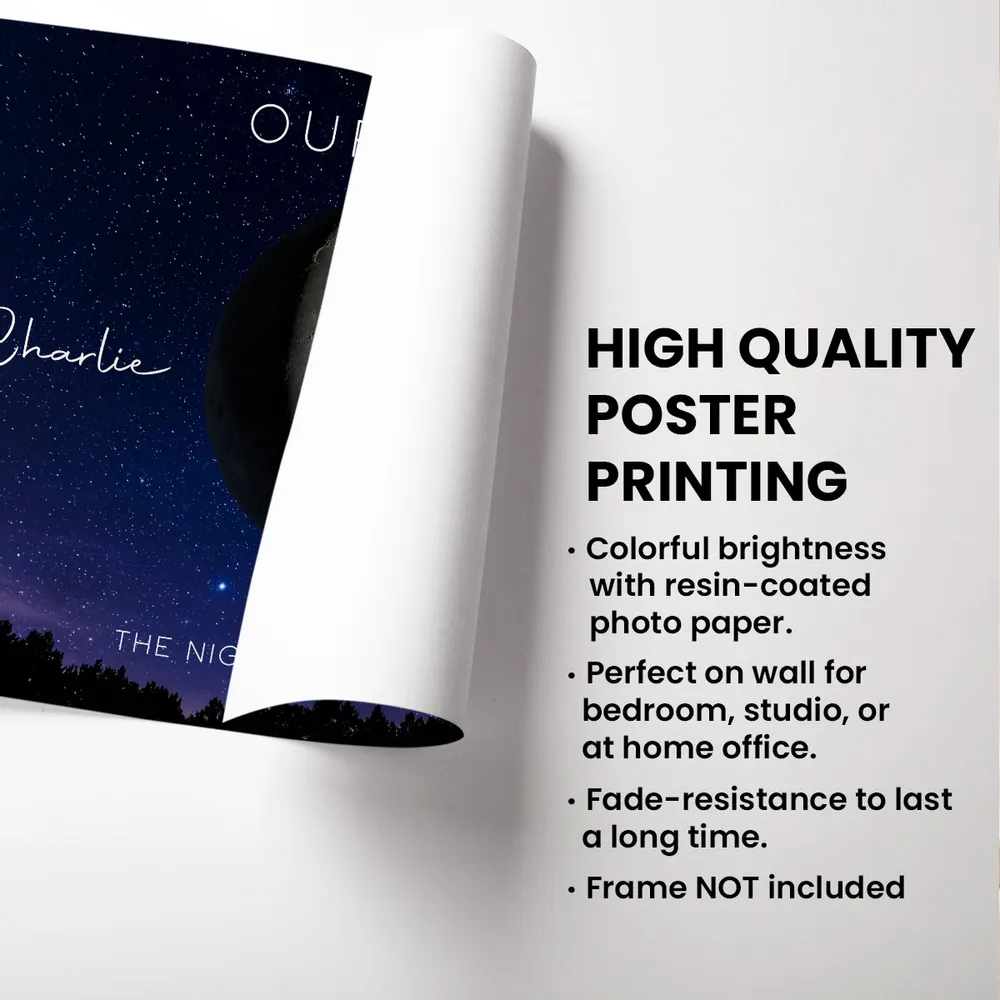 OUR
Charlie
THE NIG
HIGH QUALITY
POSTER
PRINTING
• Colorful brightness
with resin-coated
photo paper.
• Perfect on wall for
bedroom, studio, or
at home office.
• Fade-resistance to last
a long time.
• Frame NOT included